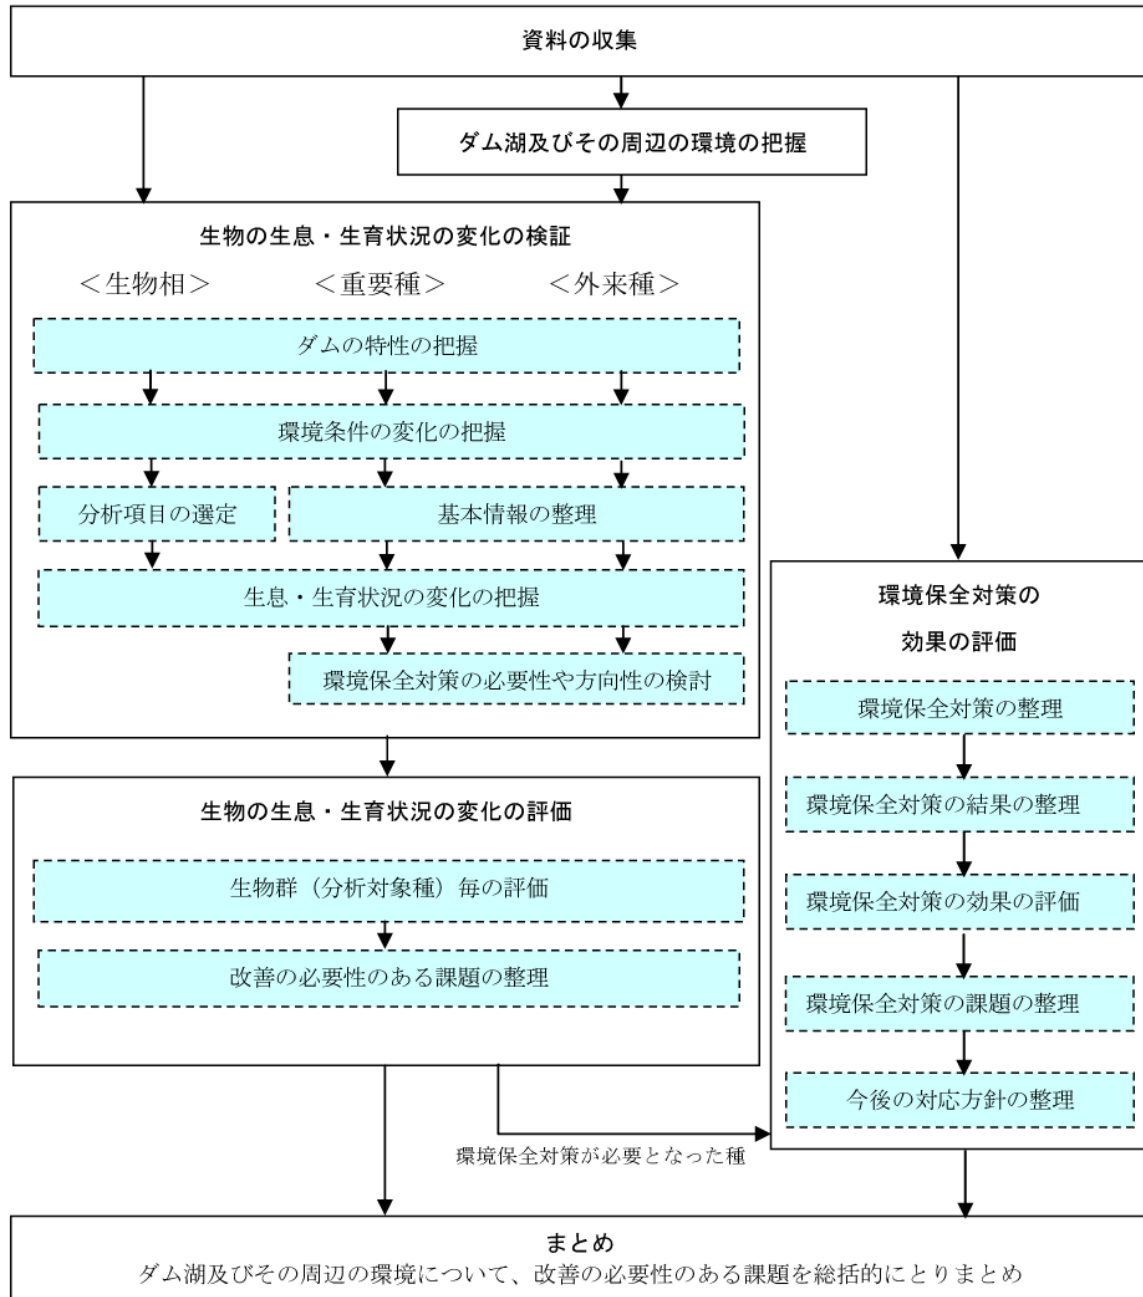 資料の収集
ダム湖及びその周辺の環境の把握
生物の生息・生育状況の変化の検証
＜生物相＞ ＜重要種＞ ＜外来種＞
ダムの特性の把握
環境条件の変化の把握
分析項目の選定 基本情報の整理
生息・生育状況の変化の把握
環境保全対策の必要性や方向性の検討
生物の生息・生育状況の変化の評価
生物群（分析対象種）毎の評価
改善の必要性のある課題の整理
環境保全対策が必要となった種
環境保全対策の
効果の評価
環境保全対策の整理
環境保全対策の結果の整理
環境保全対策の効果の評価
環境保全対策の課題の整理
今後の対応方針の整理
まとめ
ダム湖及びその周辺の環境について、改善の必要性のある課題を総括的にとりまとめ